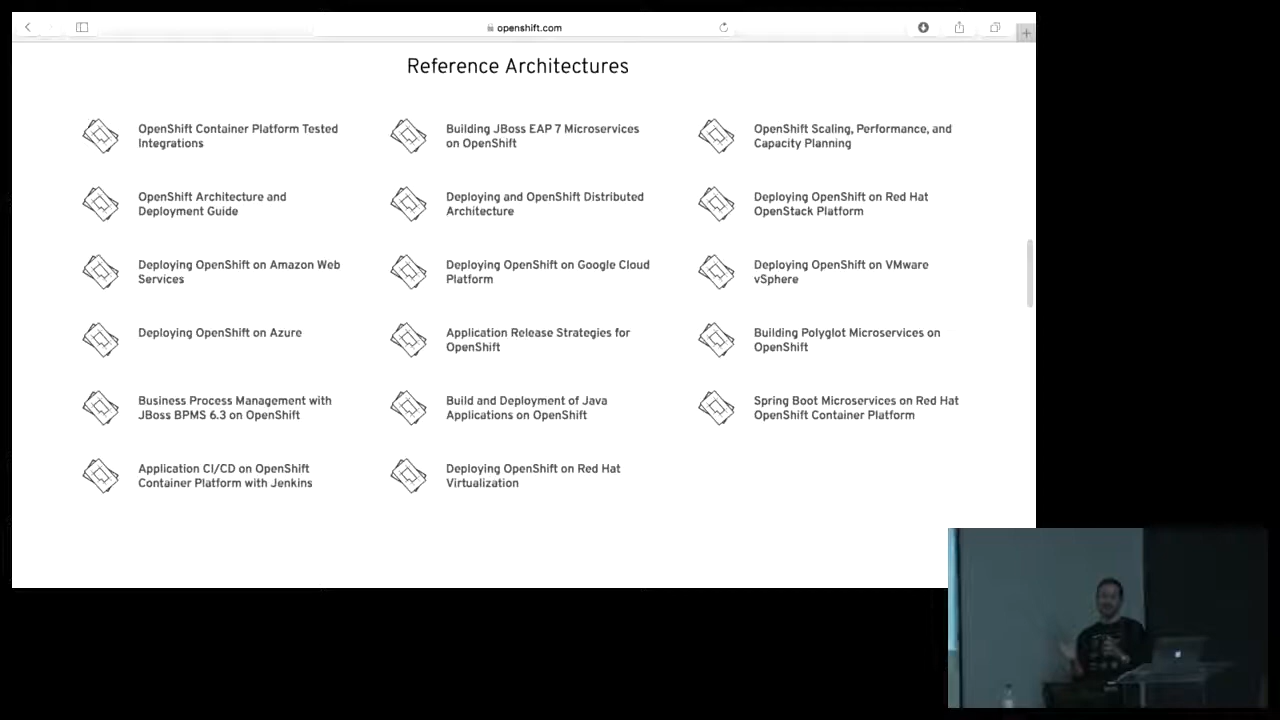 openshift.com
Reference Architectures
OpenShift Container Platform Tested
Integrations
Building JBoss EAP 7 Microservices
on OpenShift
OpenShift Scaling, Performance, and
Capacity Planning
OpenShift Architecture and
Deployment Guide
Deploying and OpenShift Distributed
Architecture
Deploying OpenShift on Red Hat
OpenStack Platform
Deploying OpenShift on Amazon Web
Services
Deploying OpenShift on Google Cloud
Platform
Deploying OpenShift on VMware
vSphere
Deploying OpenShift on Azure
Application Release Strategies for
OpenShift
Building Polyglot Microservices on
OpenShift
Business Process Management with
JBoss BPMS 6.3 on OpenShift
Build and Deployment of Java
Applications on OpenShift
Spring Boot Microservices on Red Hat
OpenShift Container Platform
Application CI/CD on OpenShift
Container Platform with Jenkins
Deploying OpenShift on Red Hat
Virtualization